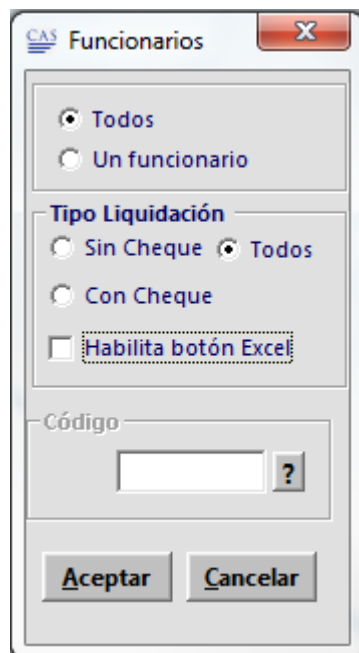 CAS Funcionarios
Todos
Un funcionario
Tipo Liquidación
Sin Cheque Todos
Con Cheque
Habilita botón Excel
Código
?
Aceptar Cancelar